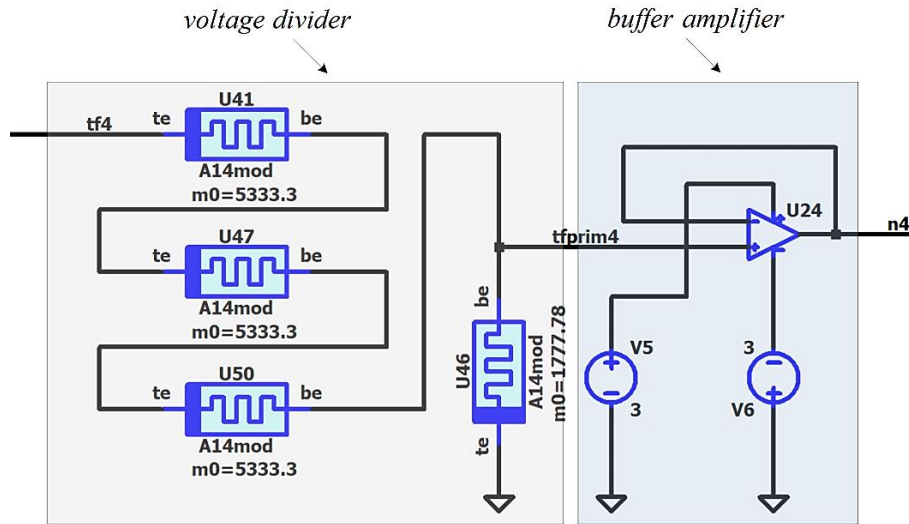 voltage divider
buffer amplifier
U41
tf4
te
be
A14mod
m0=5333.3
U47
te
be
A14mod
m0=5333.3
U50
te
be
A14mod
m0=5333.3
be
U46
A14mod
m0=1777.78
te
tfprim4
U24
n4
V5
3
3
V6